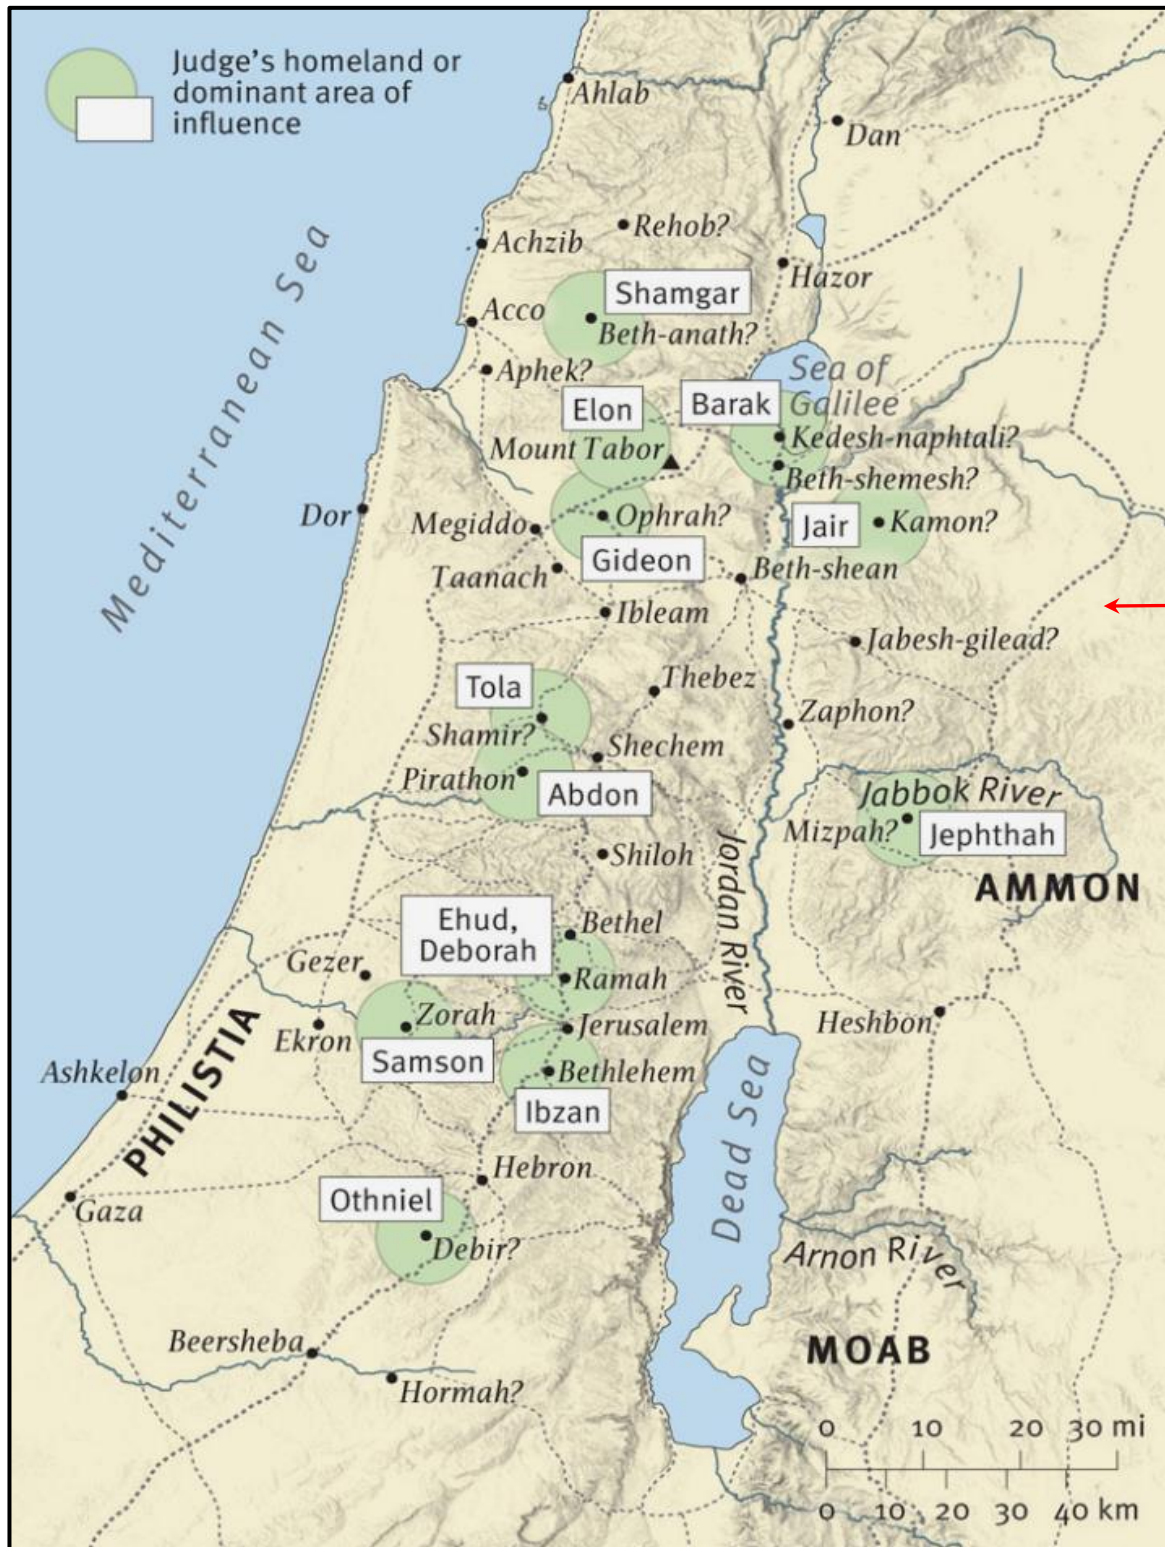 Judge's homeland or
dominant area of
influence
Ahlab
Dan
Mediterranean Sea
Rehob?
Achzib
Hazor
Shamgar
Acco
Beth-anath?
Aphek?
Sea of
Galilee
Elon
Barak
Kedesh-naphtali?
Mount Tabor
Beth-shemesh?
Dor
Megiddo
Ophrah?
Jair
Kamon?
Gideon
Taanach
Beth-shean
Ibleam
Jabesh-gilead?
Tola
Thebez
Shamir?
Zaphon?
Shechem
Pirathon
Abdon
Jabbok River
Mizpah?
Jephthah
Jordan River
Shiloh
AMMON
Ehud,
Deborah
Bethel
Gezer
Ramah
PHILISTIA
Ekron
Zorah
Jerusalem
Heshbon
Samson
Ashkelon
Bethlehem
Dead Sea
Ibzan
Hebron
Othniel
Gaza
Debir?
Arnon River
Beersheba
MOAB
Hormah?
0 10 20 30 mi
0 10 20 30 40 km